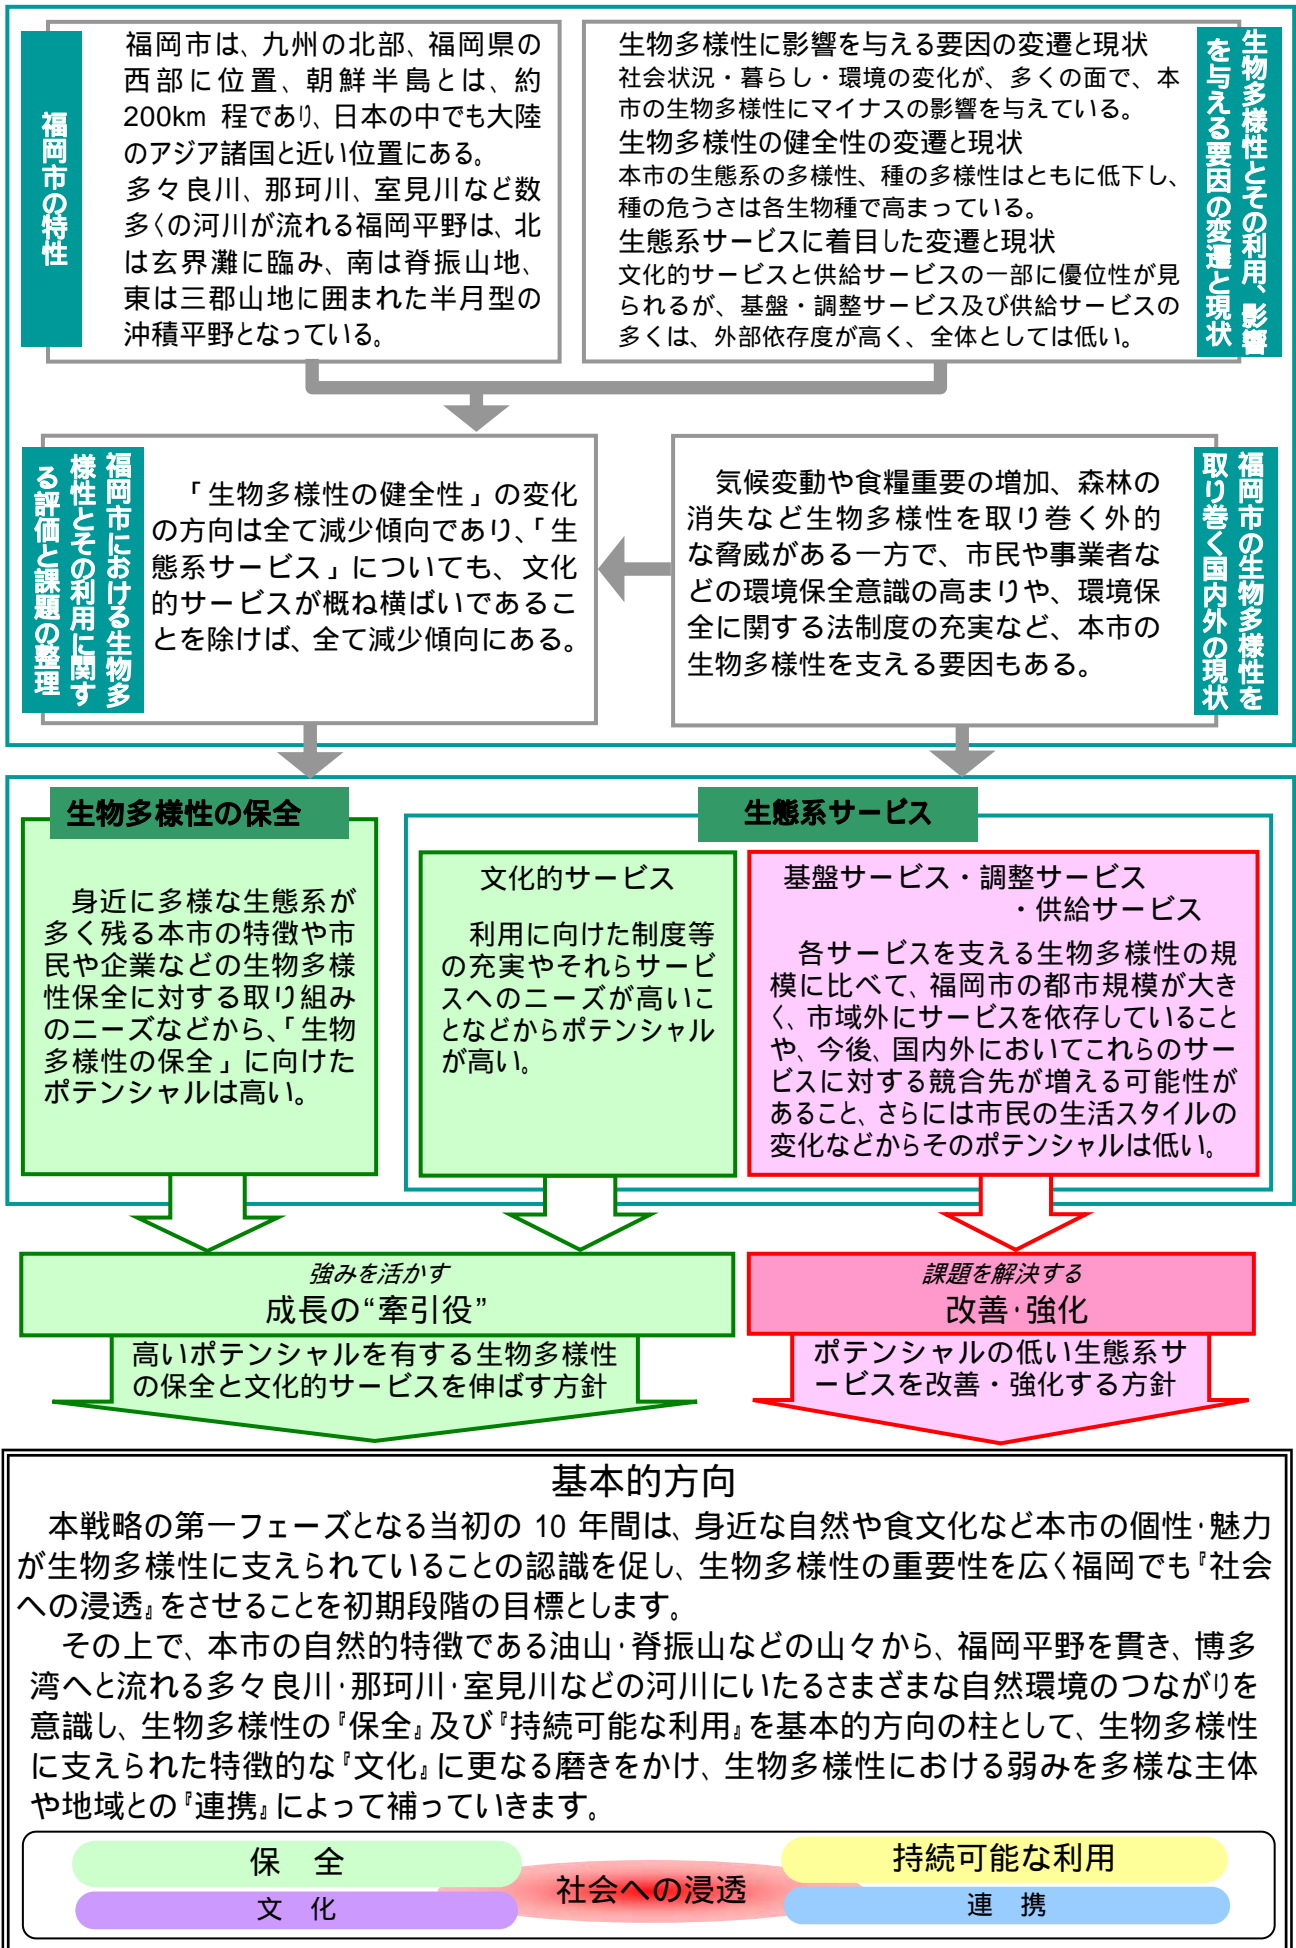 福岡市の特性
福岡市は、九州の北部、福岡県の
西部に位置、朝鮮半島とは、約
200km 程であり、日本の中でも大陸
のアジア諸国と近い位置にある。
多々良川、那珂川、室見川など数
多くの河川が流れる福岡平野は、北
は玄界灘に臨み、南は脊振山地、
東は三郡山地に囲まれた半月型の
沖積平野となっている。
生物多様性とその利用、影響
を与える要因の変遷と現状
生物多様性に影響を与える要因の変遷と現状
社会状況・暮らし・環境の変化が、多くの面で、本
市の生物多様性にマイナスの影響を与えている。
生物多様性の健全性の変遷と現状
本市の生態系の多様性、種の多様性はともに低下し、
種の危うさは各生物種で高まっている。
生態系サービスに着目した変遷と現状
文化的サービスと供給サービスの一部に優位性が見
られるが、基盤・調整サービス及び供給サービスの
多くは、外部依存度が高く、全体としては低い。
福岡市における生物多
様性とその利用に関す
る評価と課題の整理
「生物多様性の健全性」の変化
の方向は全て減少傾向であり、「生
態系サービス」についても、文化
的サービスが概ね横ばいであるこ
とを除けば、全て減少傾向にある。
福岡市の生物多様性を
取り巻く国内外の現状
気候変動や食糧重要の増加、森林の
消失など生物多様性を取り巻く外的
な脅威がある一方で、市民や事業者な
どの環境保全意識の高まりや、環境保
全に関する法制度の充実など、本市の
生物多様性を支える要因もある。
生物多様性の保全
身近に多様な生態系が
多く残る本市の特徴や市
民や企業などの生物多様
性保全に対する取り組み
のニーズなどから、「生物
多様性の保全」に向けた
ポテンシャルは高い。
生態系サービス
文化的サービス
利用に向けた制度等
の充実やそれらサービ
スへのニーズが高いこ
となどからポテンシャル
が高い。
基盤サービス・調整サービス
・供給サービス
各サービスを支える生物多様性の規
模に比べて、福岡市の都市規模が大き
く、市域外にサービスを依存していること
や、今後、国内外においてこれらのサー
ビスに対する競合先が増える可能性が
あること、さらには市民の生活スタイルの
変化などからそのポテンシャルは低い。
強みを活かす
成長の“牽引役”
高いポテンシャルを有する生物多様性
の保全と文化的サービスを伸ばす方針
課題を解決する
改善・強化
ポテンシャルの低い生態系サ
ービスを改善・強化する方針
基本的方向
本戦略の第一フェーズとなる当初の 10 年間は、身近な自然や食文化など本市の個性・魅力
が生物多様性に支えられていることの認識を促し、生物多様性の重要性を広く福岡でも『社会
への浸透』をさせることを初期段階の目標とします。
その上で、本市の自然的特徴である油山・脊振山などの山々から、福岡平野を貫き、博多
湾へと流れる多々良川・那珂川・室見川などの河川にいたるさまざまな自然環境のつながりを
意識し、生物多様性の『保全』及び『持続可能な利用』を基本的方向の柱として、生物多様性
に支えられた特徴的な『文化』に更なる磨きをかけ、生物多様性における弱みを多様な主体
や地域との『連携』によって補っていきます。
保 全
持続可能な利用
社会への浸透
文 化
連 携